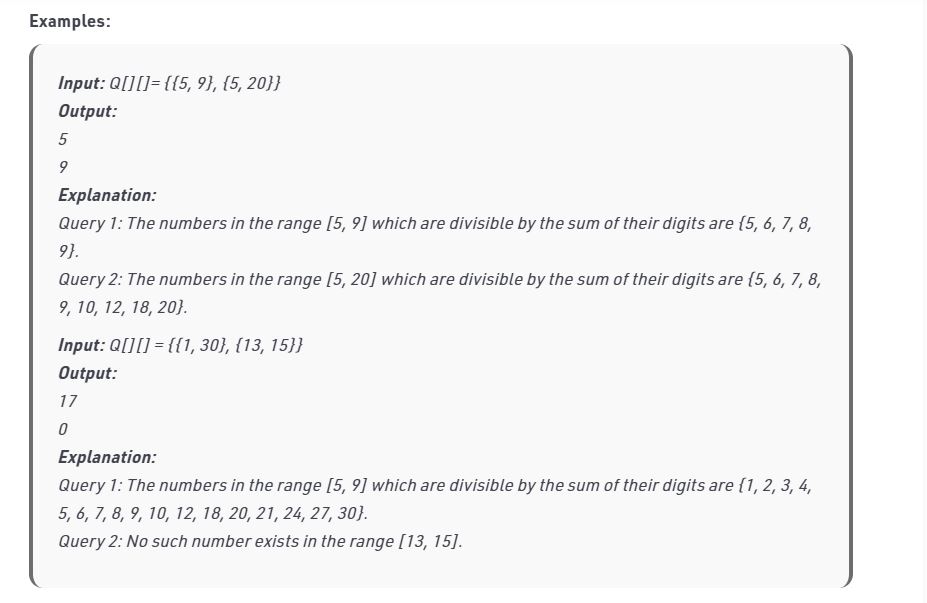 Examples:
Input: Q[][]= {{5, 9}, {5, 20}}
Output:
5
9
Explanation:
Query 1: The numbers in the range [5, 9] which are divisible by the sum of their digits are {5, 6, 7, 8,
9}.
Query 2: The numbers in the range [5, 20] which are divisible by the sum of their digits are {5, 6, 7, 8,
9, 10, 12, 18, 20}.
Input: Q[][] = {{1, 30}, {13, 15}}
Output:
17
0
Explanation:
Query 1: The numbers in the range [5, 9] which are divisible by the sum of their digits are {1, 2, 3, 4,
5, 6, 7, 8, 9, 10, 12, 18, 20, 21, 24, 27, 30}.
Query 2: No such number exists in the range [13, 15].